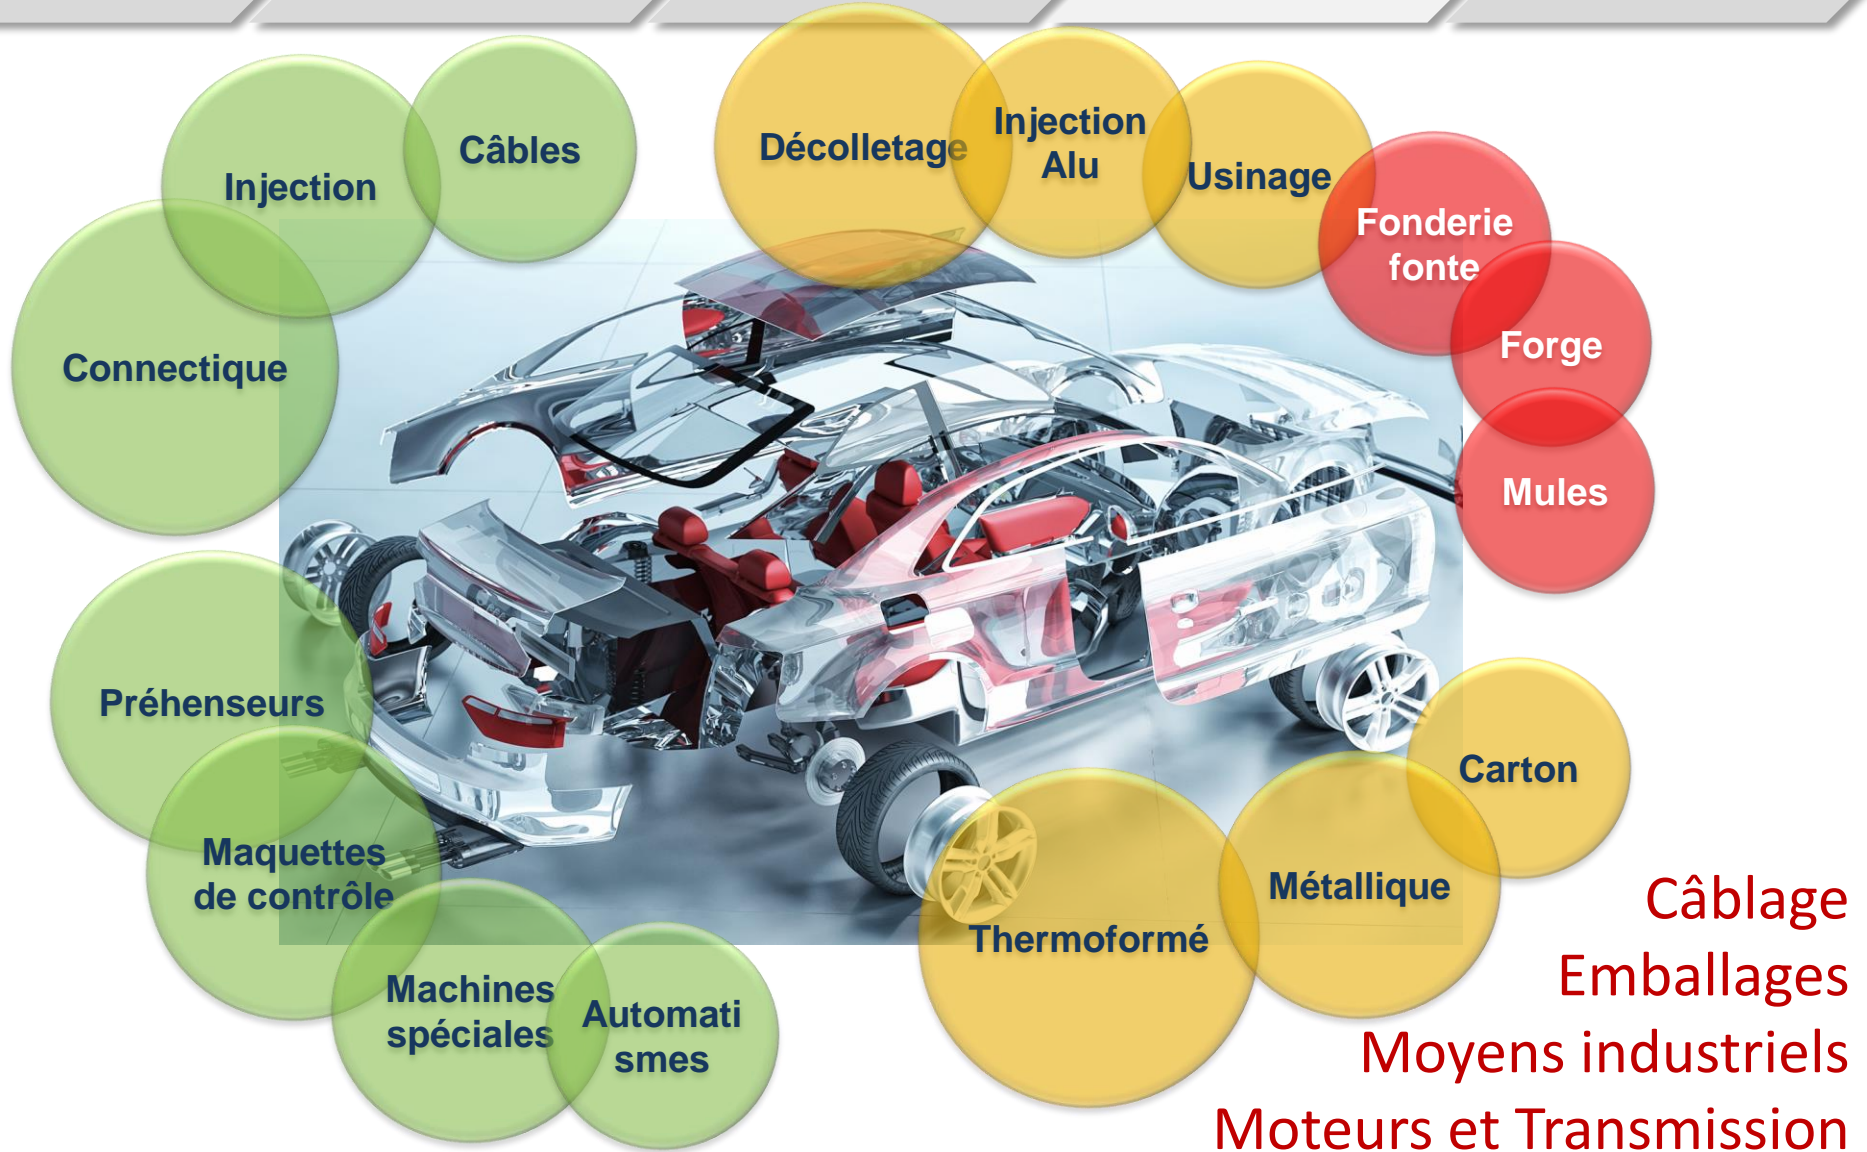 Câbles
Injection
Connectique
Décolletage
Injection
Alu
Usinage
Fonderie
fonte
Forge
Mules
Préhenseurs
Maquettes
de contrôle
Machines
spéciales
Automati
smes
Thermoformé
Métallique
Carton
Câblage
Emballages
Moyens industriels
Moteurs et Transmission